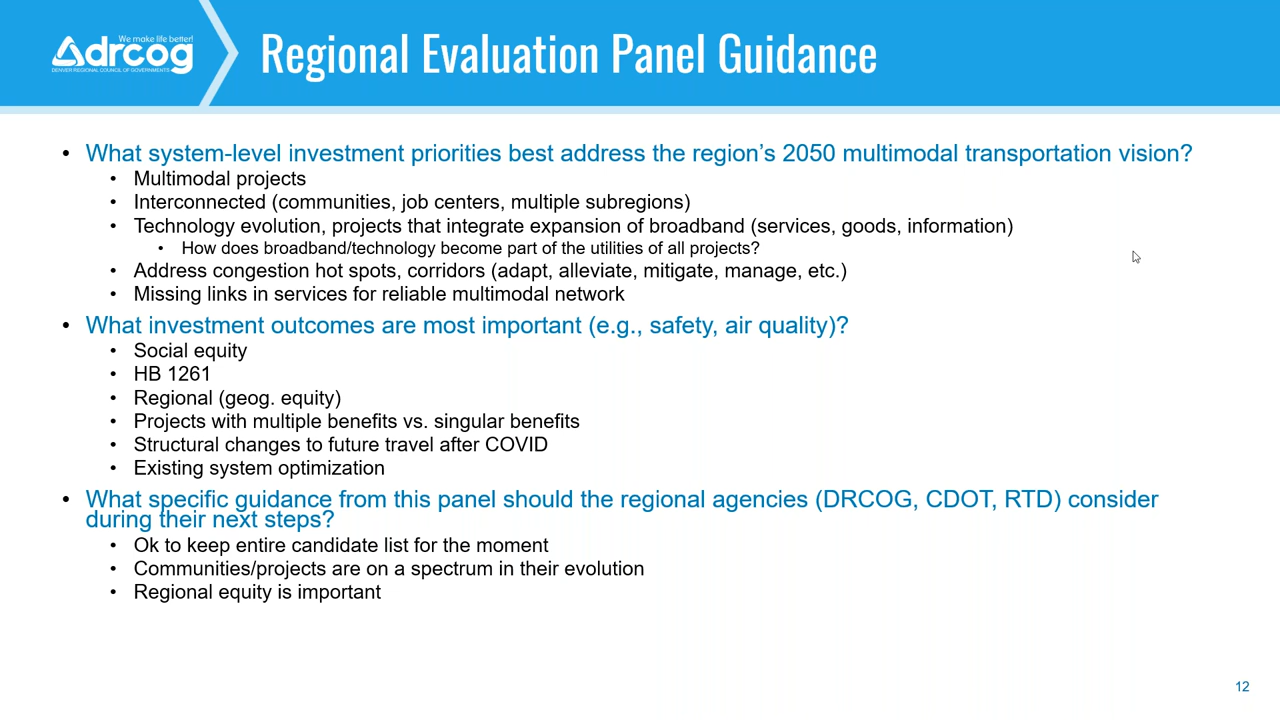 We make life better!
drcog
DENVER REGIONAL COUNCIL OF GOVERNMENTS
Regional Evaluation Panel Guidance
• What system-level investment priorities best address the region's 2050 multimodal transportation vision?
• Multimodal projects
• Interconnected (communities, job centers, multiple subregions)
• Technology evolution, projects that integrate expansion of broadband (services, goods, information)
• How does broadband/technology become part of the utilities of all projects?
• Address congestion hot spots, corridors (adapt, alleviate, mitigate, manage, etc.)
• Missing links in services for reliable multimodal network
• What investment outcomes are most important (e.g., safety, air quality)?
• Social equity
• HB 1261
• Regional (geog. equity)
• Projects with multiple benefits vs. singular benefits
• Structural changes to future travel after COVID
• Existing system optimization
• What specific guidance from this panel should the regional agencies (DRCOG, CDOT, RTD) consider
during their next steps?
• Ok to keep entire candidate list for the moment
• Communities/projects are on a spectrum in their evolution
• Regional equity is important
12